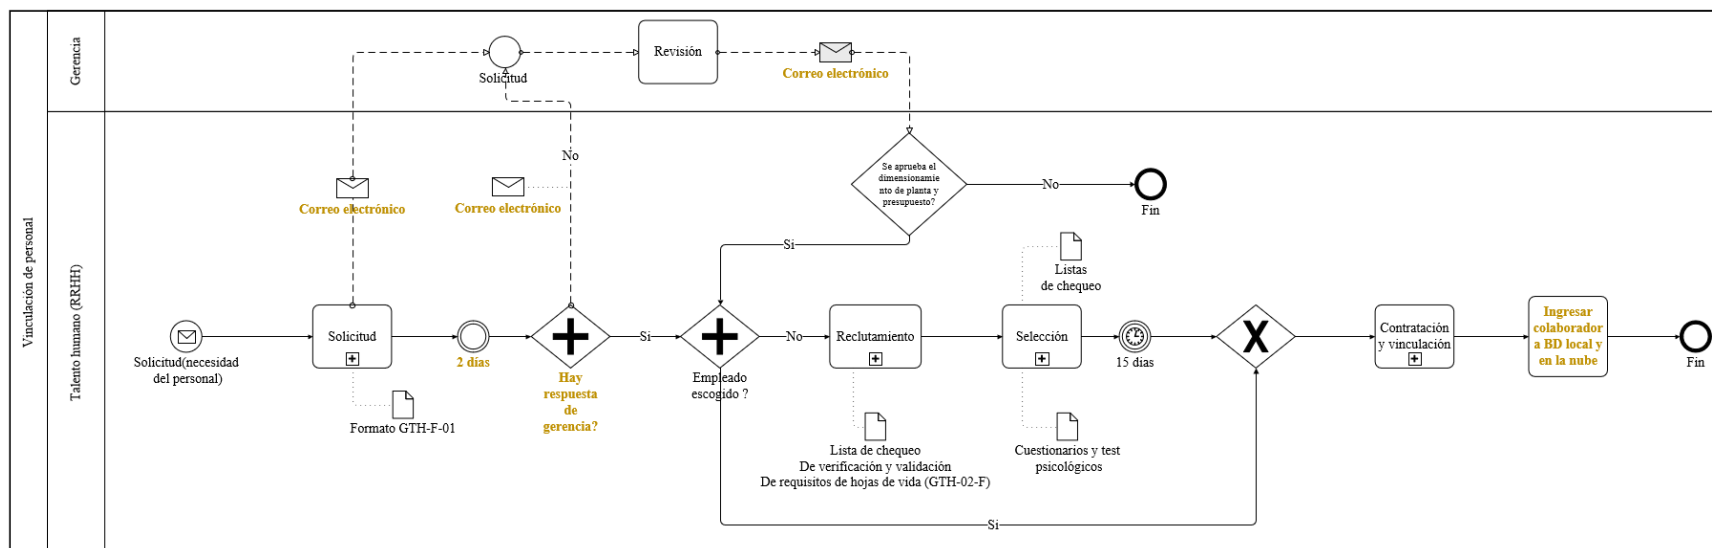 Vinculación de personal
Gerencia
Solicitud
Revisión
Correo electrónico
Talento humano (RRHH)
Correo electrónico
No
Correo electrónico
Se aprueba el
dimensionamie
nto de planta y
presupuesto?
No
Fin
Si
Listas
de chequeo
Solicitud(necesidad
del personal)
Solicitud
Formato GTH-F-01
2 días
Hay
respuesta
de
gerencia?
Si
Empleado
escogido ?
No
Reclutamiento
Lista de chequeo
De verificación y validación
De requisitos de hojas de vida (GTH-02-F)
Selección
Cuestionarios y test
psicológicos
15 días
Contratación
y vinculación
Ingresar
colaborador
a BD local y
en la nube
Fin
Si